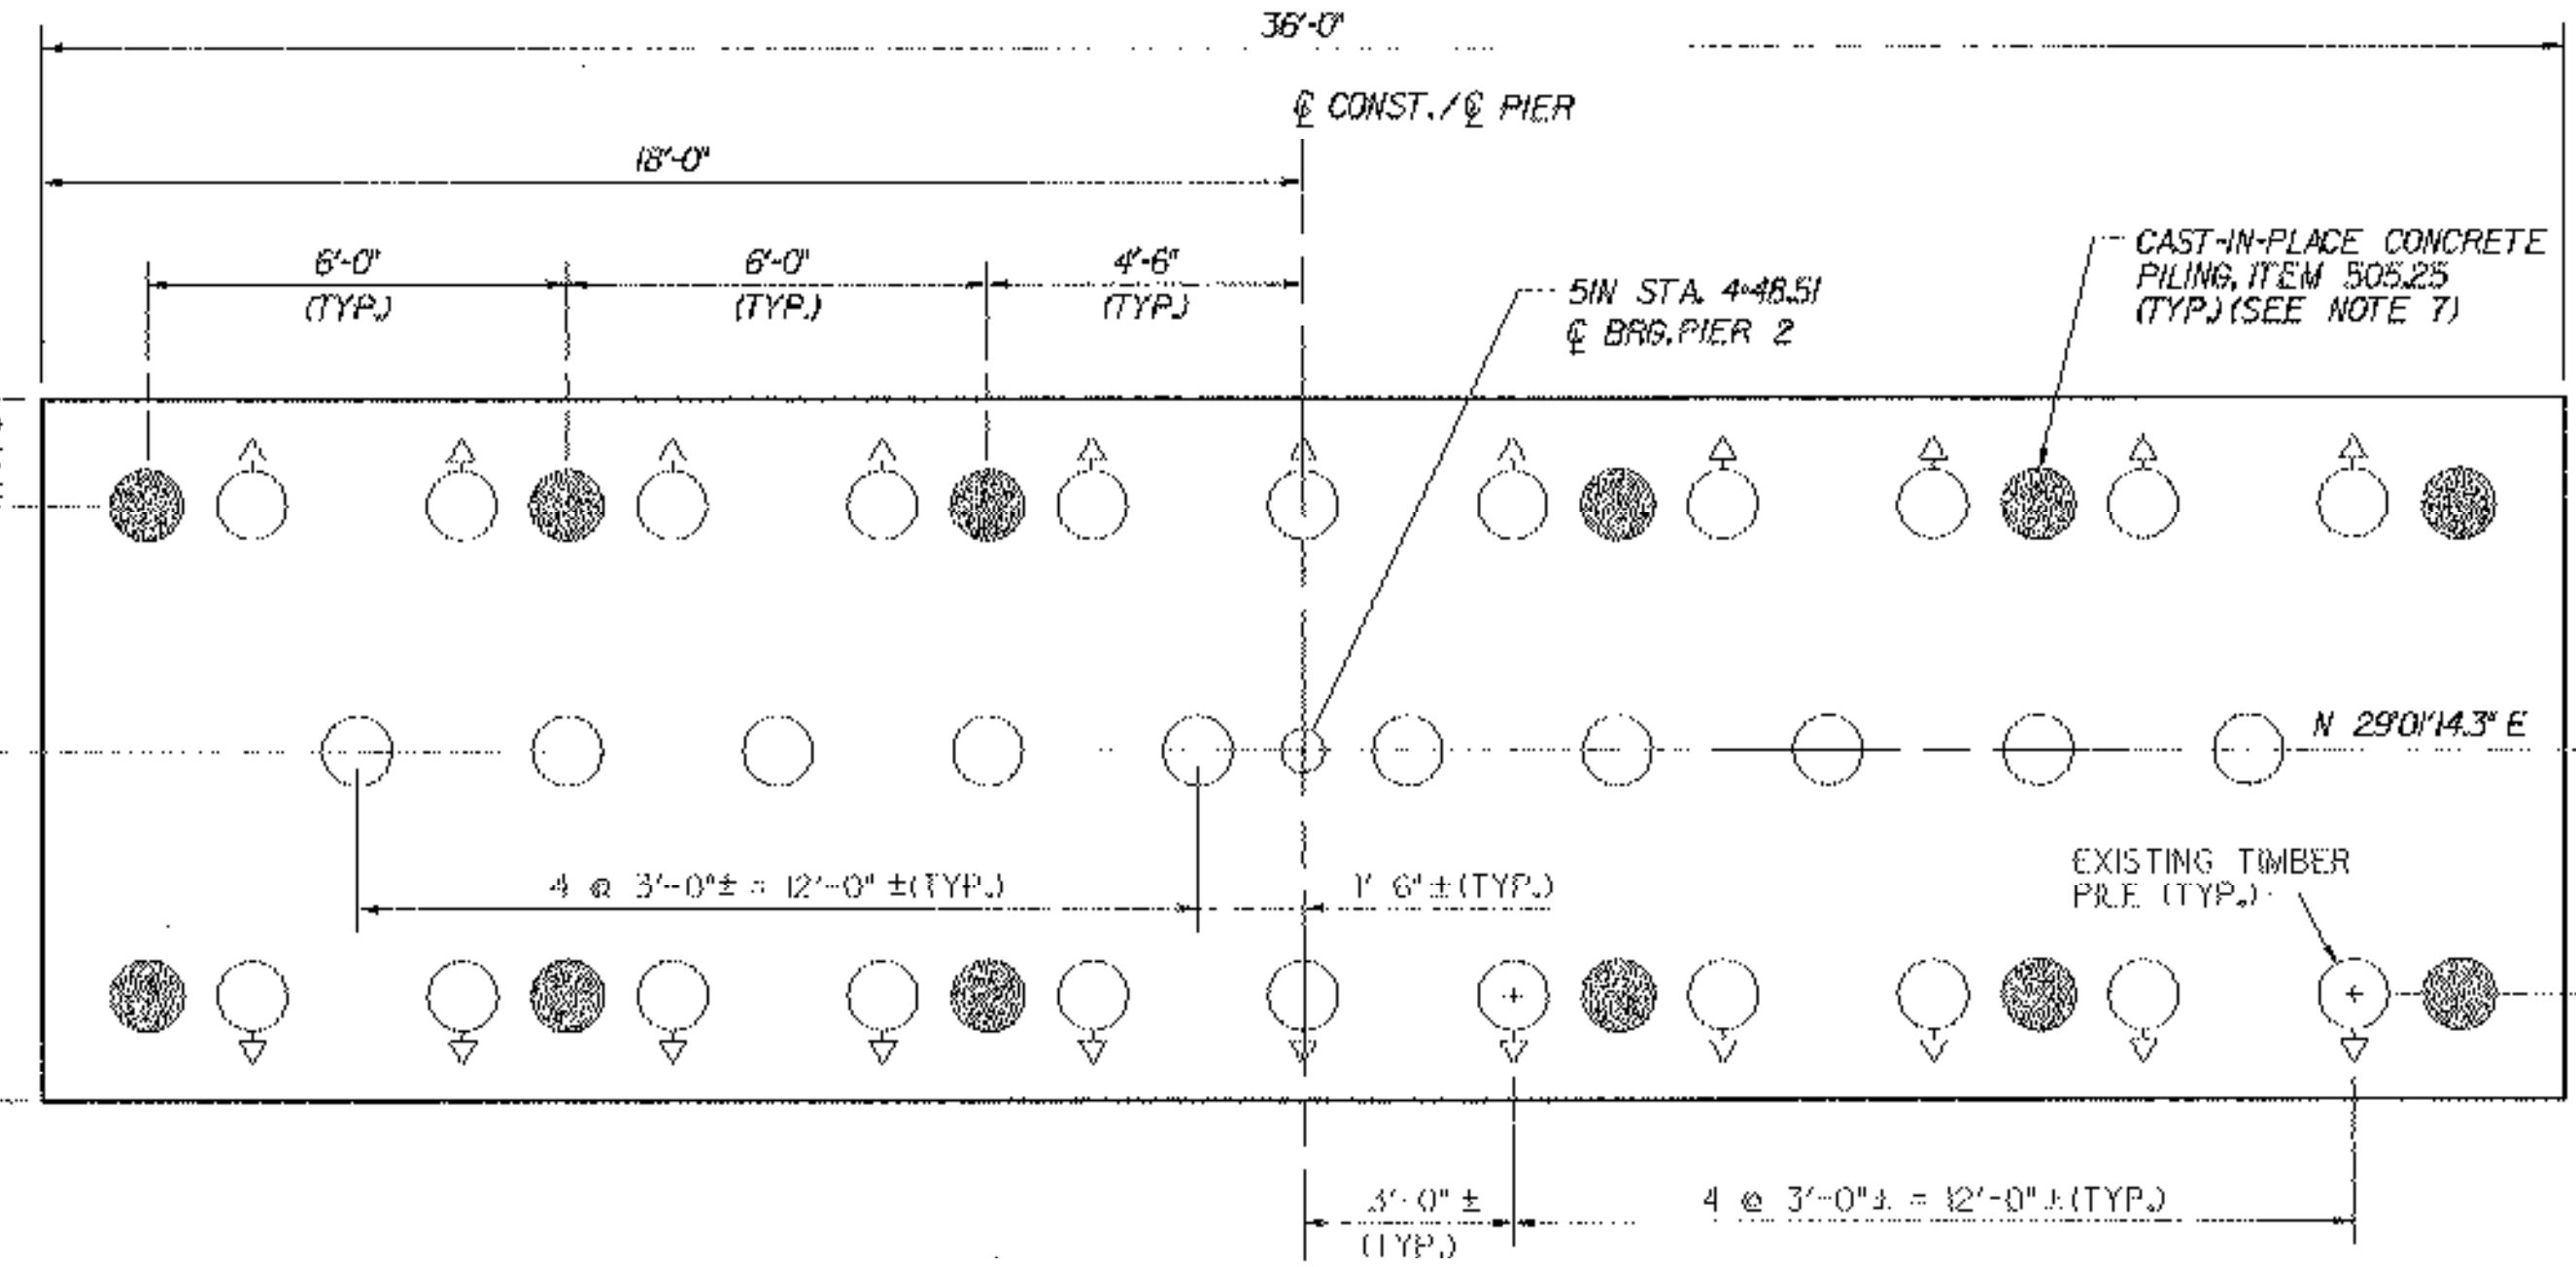 36'-0"
℄ CONST./℄ PIER
18'-0"
6'-0"
(TYP.)
6'-0"
(TYP.)
4'-6"
(TYP.)
5IN STA. 4+48.51
℄ BRG. PIER 2
CAST-IN-PLACE CONCRETE
PILING, ITEM 505.25
(TYP.) (SEE NOTE 7)
N 29°01'14.3" E
4 @ 3'-0"± = 12'-0" ±(TYP.)
1' 6"±(TYP.)
EXISTING TIMBER
PILE (TYP.)
3'-0" ±
(TYP.)
4 @ 3'-0"± = 12'-0"±(TYP.)